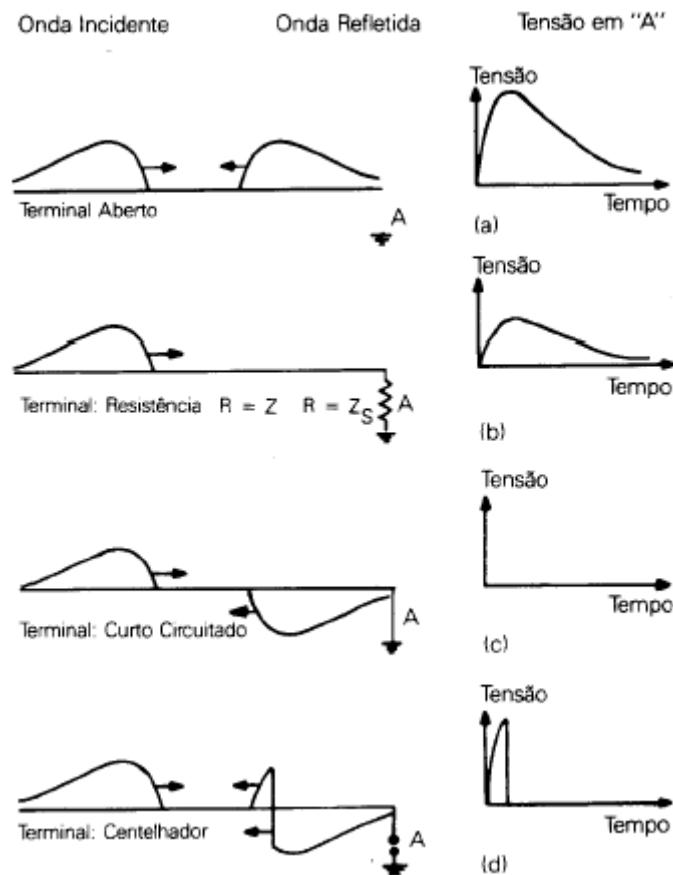 Onda Incidente Onda Refletida Tensão em "A"
Tensão
Terminal Aberto
A
Tempo
(a)
Tensão
Terminal: Resistência R = Z R = Z_S
A
Tempo
(b)
Tensão
Terminal: Curto Circuitado
A
Tempo
(c)
Tensão
Terminal: Centelhador
A
Tempo
(d)